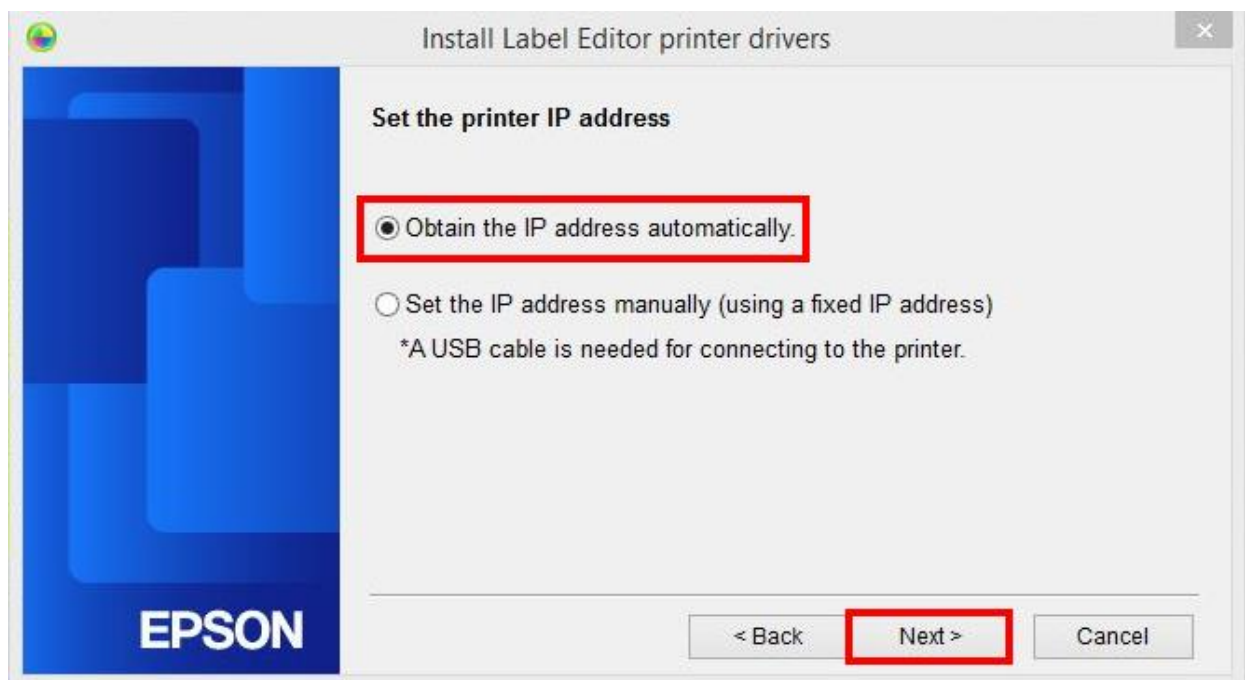 Install Label Editor printer drivers
Set the printer IP address
Obtain the IP address automatically.
Set the IP address manually (using a fixed IP address)
*A USB cable is needed for connecting to the printer.
EPSON
< Back
Next >
Cancel